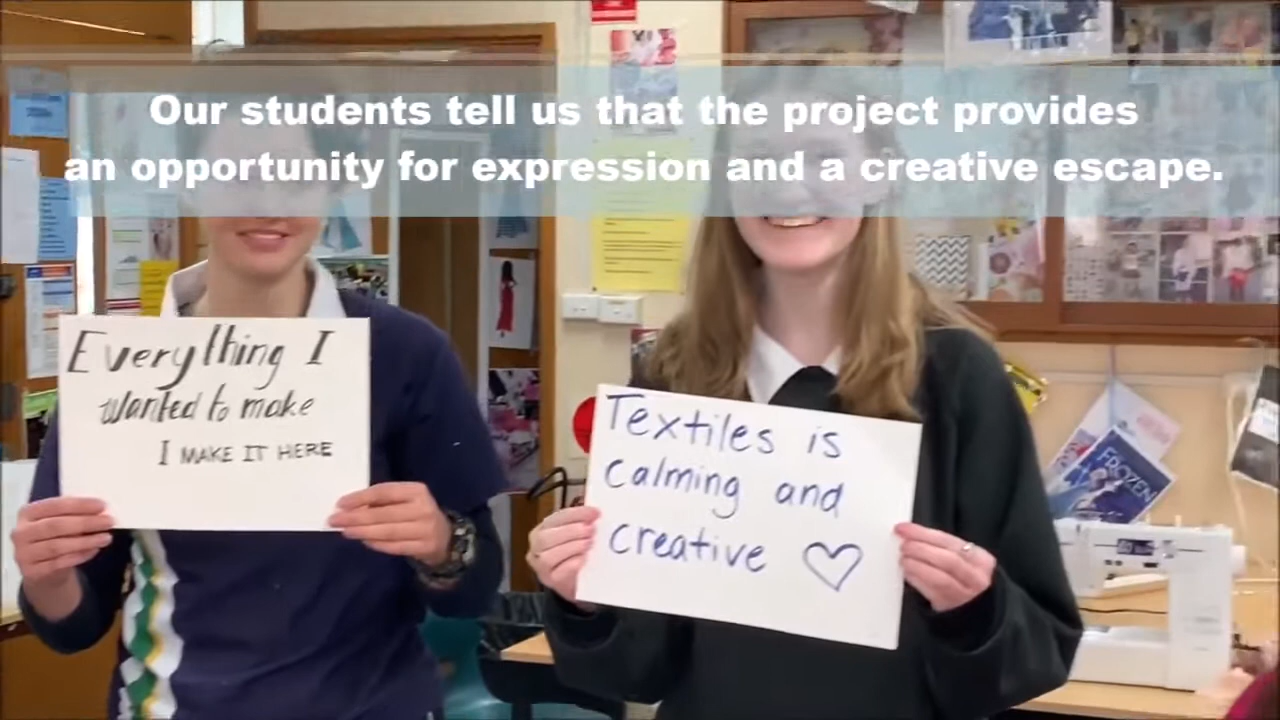 Our students tell us that the project provides
an opportunity for expression and a creative escape.
Everything I
wanted to make
I MAKE IT HERE
Textiles is
calming and
creative
FROZEN